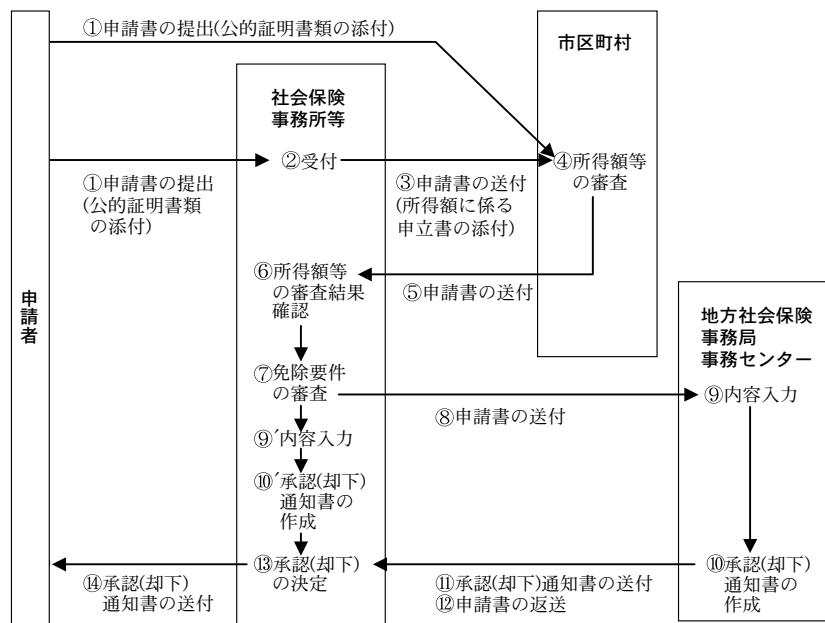 ①申請書の提出(公的証明書類の添付)
市区町村
社会保険
事務所等
②受付
④所得額等
の審査
①申請書の提出
(公的証明書類
の添付)
③申請書の送付
(所得額に係る
申立書の添付)
⑥所得額等
の審査結果
確認
⑤申請書の送付
申請者
地方社会保険
事務局
事務センター
⑦免除要件
の審査
⑧申請書の送付
⑨内容入力
⑨´内容入力
⑩´承認(却下)
通知書の
作成
⑬承認(却下)
の決定
⑭承認(却下)
通知書の送付
⑪承認(却下)通知書の送付
⑫申請書の返送
⑩承認(却下)
通知書の
作成